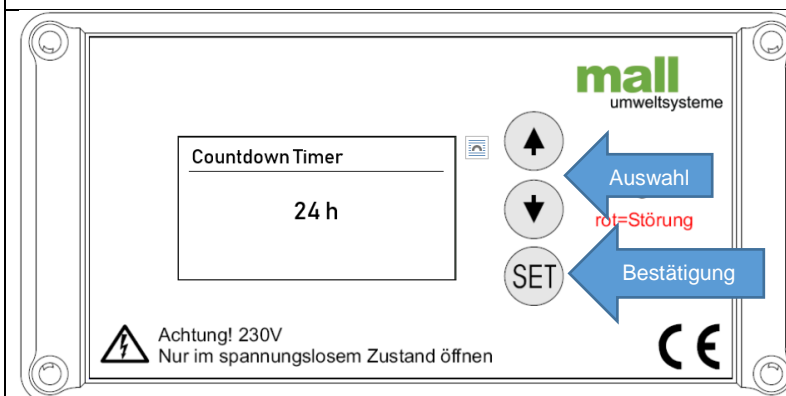 mall
umweltsysteme
Countdown Timer
24 h
Auswahl
rot=Störung
SET
Bestätigung
Achtung! 230V
Nur im spannungslosem Zustand öffnen
CE